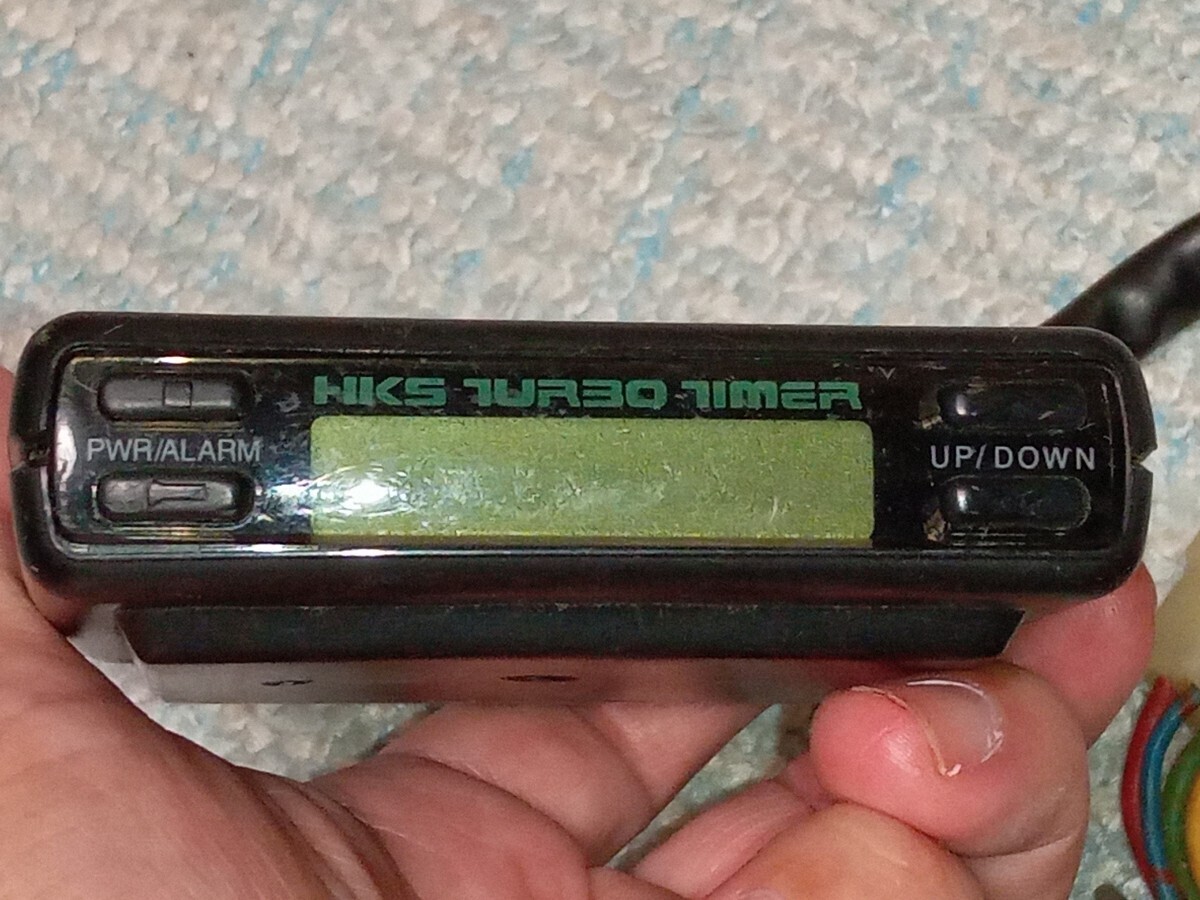 HKS TURBO TIMER
PWR/ALARM
UP/DOWN